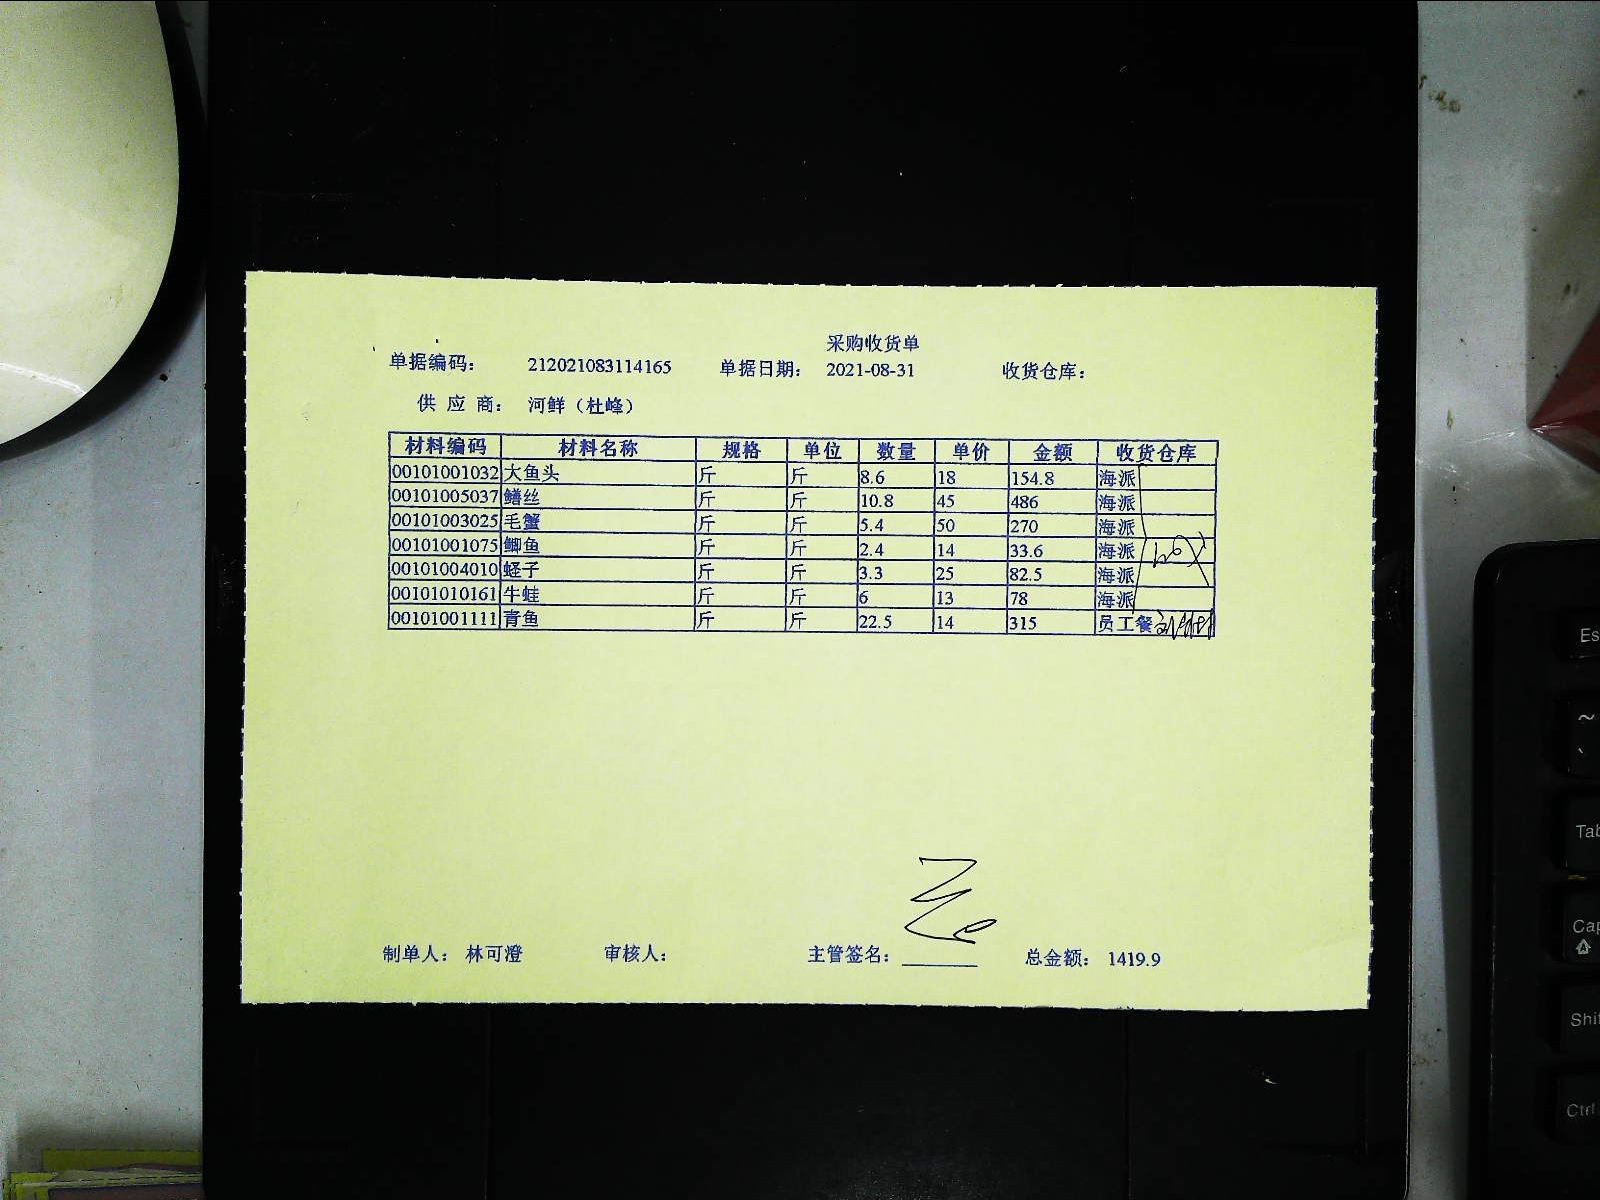 采购收货单
单据编码： 212021083114165 单据日期： 2021-08-31 收货仓库：
供 应 商： 河鲜（杜峰）
材料编码 材料名称 规格 单位 数量 单价 金额 收货仓库
00101001032 大鱼头 斤 斤 8.6 18 154.8 海派
00101005037 鳝丝 斤 斤 10.8 45 486 海派
00101003025 毛蟹 斤 斤 5.4 50 270 海派
00101001075 鲫鱼 斤 斤 2.4 14 33.6 海派
00101004010 蛏子 斤 斤 3.3 25 82.5 海派
00101010161 牛蛙 斤 斤 6 13 78 海派
00101001111 青鱼 斤 斤 22.5 14 315 员工餐
制单人： 林可澄 审核人： 主管签名： 总金额： 1419.9
Es
~
`
Tab
Cap
Shif
Ctrl